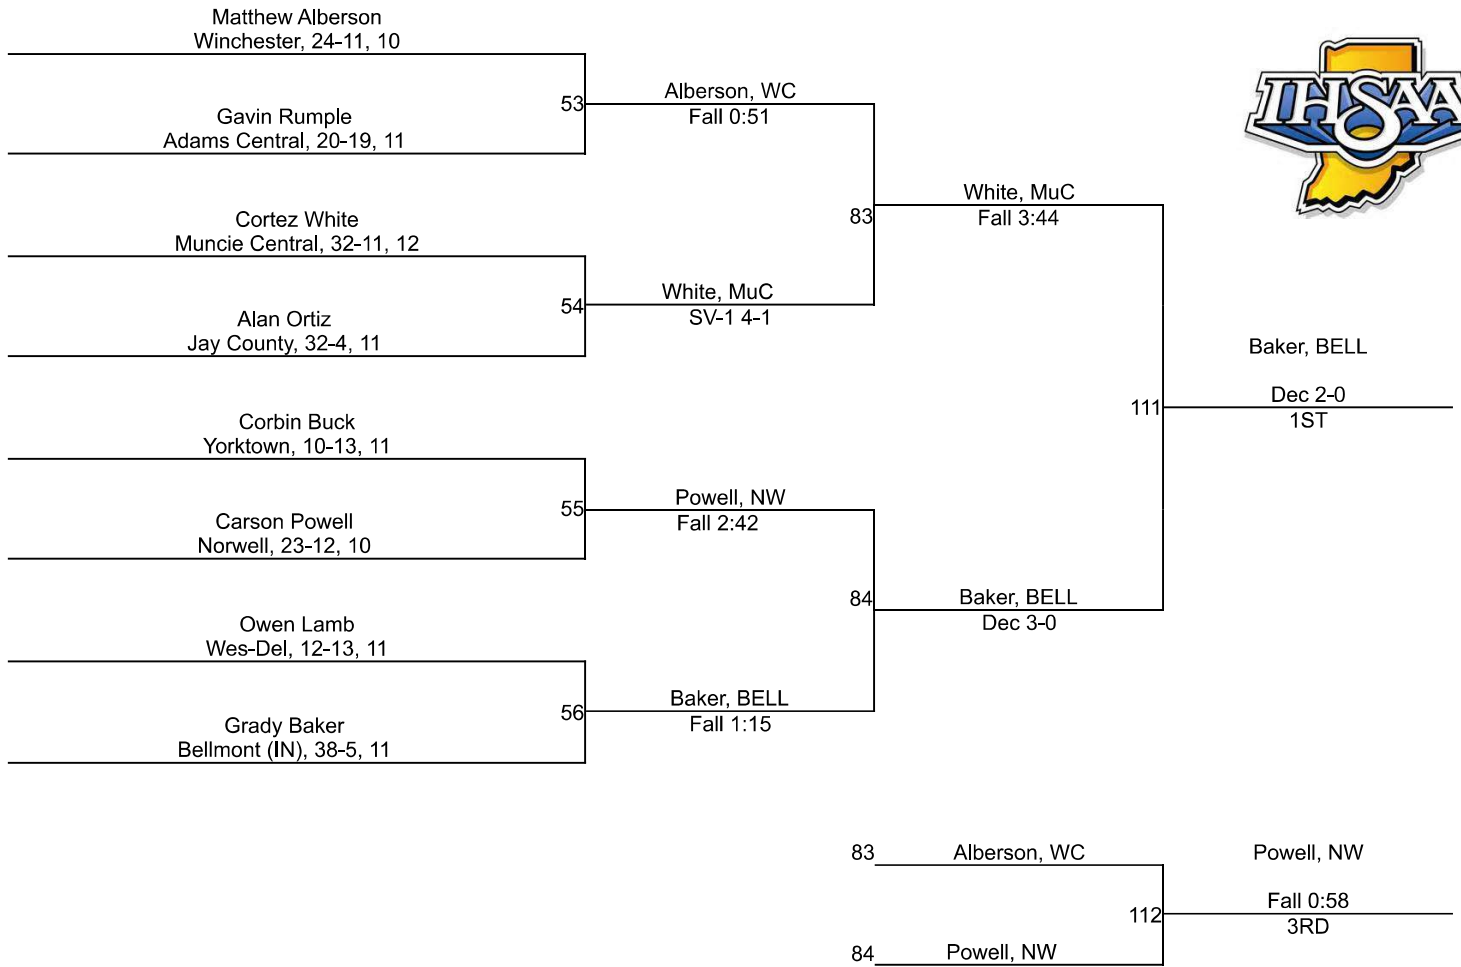 Matthew Alberson
Winchester, 24-11, 10
53
Alberson, WC
Fall 0:51
Gavin Rumple
Adams Central, 20-19, 11
IHSAA
83
White, MuC
Fall 3:44
Cortez White
Muncie Central, 32-11, 12
54
White, MuC
SV-1 4-1
Alan Ortiz
Jay County, 32-4, 11
111
Baker, BELL
Dec 2-0
1ST
Corbin Buck
Yorktown, 10-13, 11
55
Powell, NW
Fall 2:42
Carson Powell
Norwell, 23-12, 10
84
Baker, BELL
Dec 3-0
Owen Lamb
Wes-Del, 12-13, 11
56
Baker, BELL
Fall 1:15
Grady Baker
Bellmont (IN), 38-5, 11
83
Alberson, WC
112
Powell, NW
Fall 0:58
3RD
84
Powell, NW